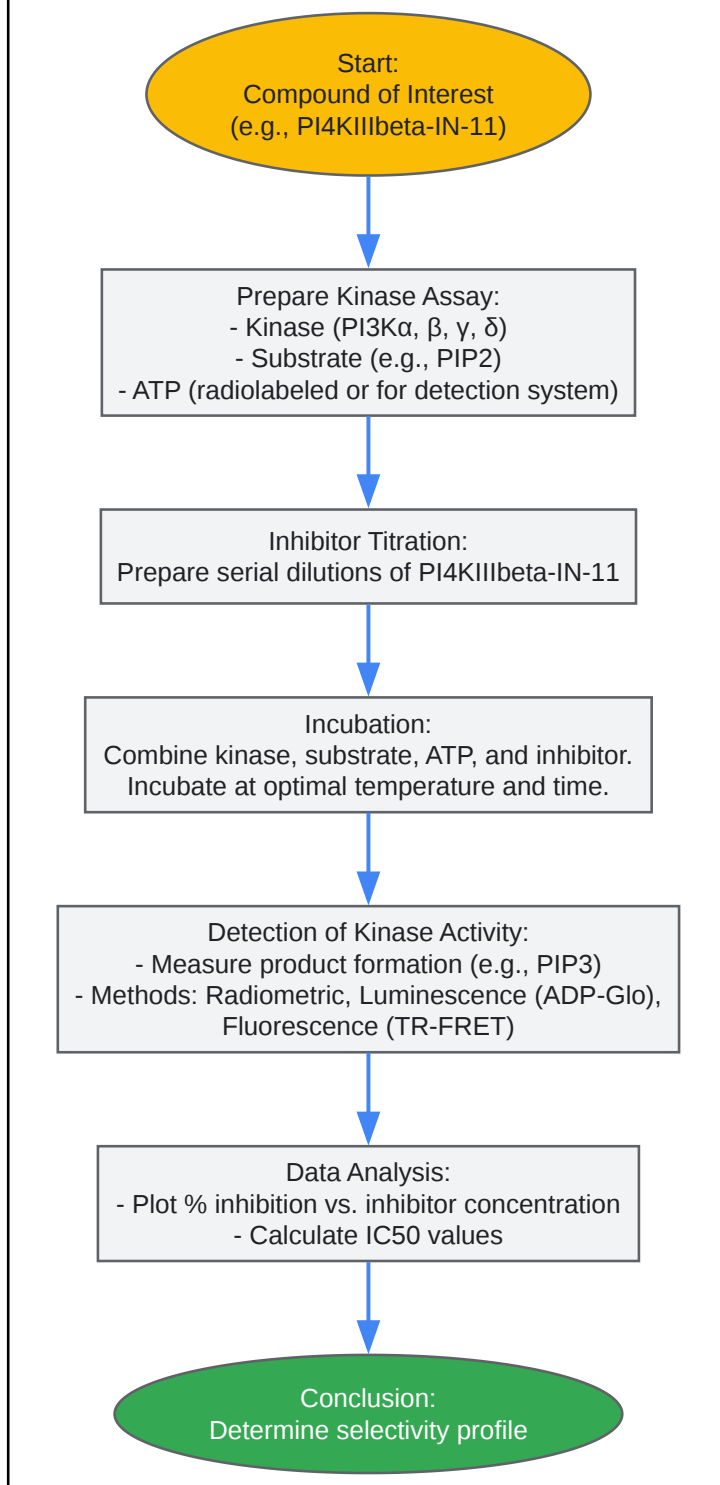 Start:
Compound of Interest
(e.g., PI4KIIIbeta-IN-11)
Prepare Kinase Assay:
- Kinase (PI3Kα, β, γ, δ)
- Substrate (e.g., PIP2)
- ATP (radiolabeled or for detection system)
Inhibitor Titration:
Prepare serial dilutions of PI4KIIIbeta-IN-11
Incubation:
Combine kinase, substrate, ATP, and inhibitor.
Incubate at optimal temperature and time.
Detection of Kinase Activity:
- Measure product formation (e.g., PIP3)
- Methods: Radiometric, Luminescence (ADP-Glo),
Fluorescence (TR-FRET)
Data Analysis:
- Plot % inhibition vs. inhibitor concentration
- Calculate IC50 values
Conclusion:
Determine selectivity profile